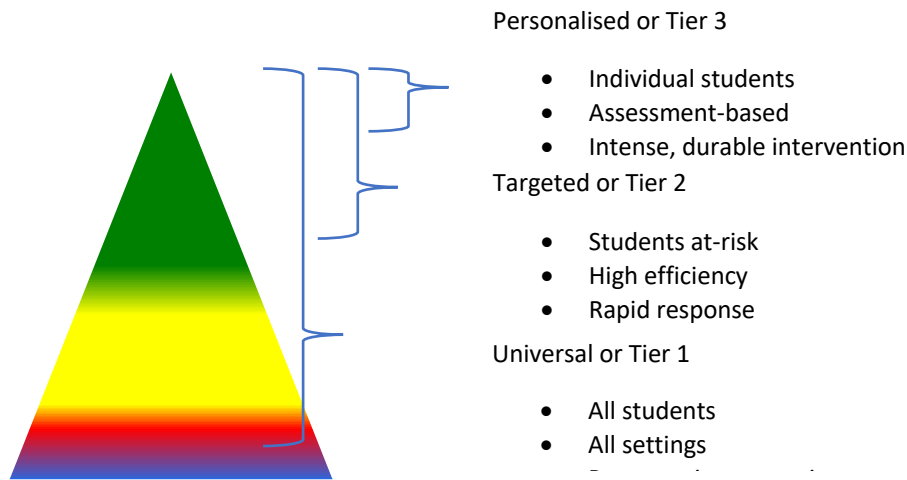 Personalised or Tier 3
• Individual students
• Assessment-based
• Intense, durable intervention
Targeted or Tier 2
• Students at-risk
• High efficiency
• Rapid response
Universal or Tier 1
• All students
• All settings